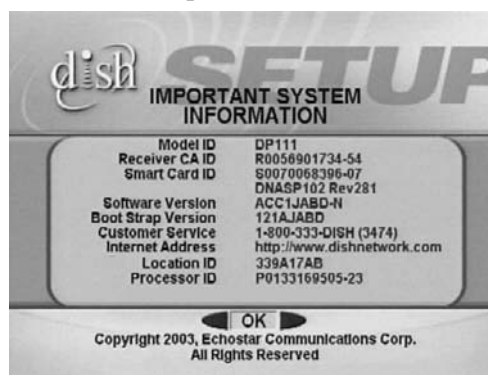 dish SETUP
IMPORTANT SYSTEM
INFORMATION
Model ID DP111
Receiver CA ID R0056901734-54
Smart Card ID S0070068396-07
DNASP102 Rev281
Software Version ACC1JABD-N
Boot Strap Version 121AJABD
Customer Service 1-800-333-DISH (3474)
Internet Address http://www.dishnetwork.com
Location ID 339A17AB
Processor ID P0133169505-23
OK
Copyright 2003, Echostar Communications Corp.
All Rights Reserved